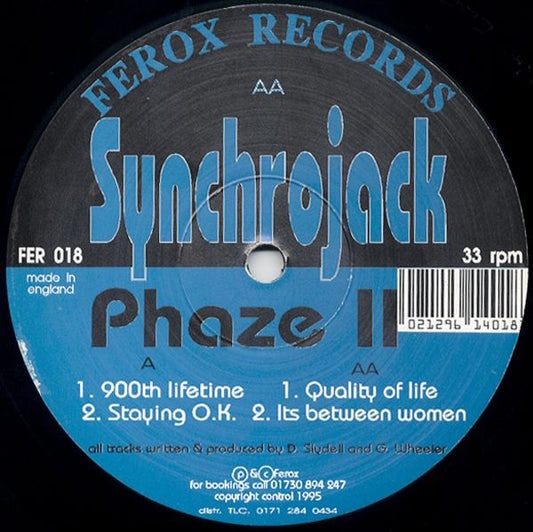 FEROX RECORDS
AA
Synchrojack
FER 018
33 rpm
made in
england
Phaze II
021296 14018
A
AA
1. 900th lifetime
1. Quality of life
2. Staying O.K.
2. Its between women
all tracks written & produced by D. Slydell and G. Wheeler
p & c Ferox
for bookings call 01730 894 247
copyright control 1995
distr. TLC. 0171 284 0434